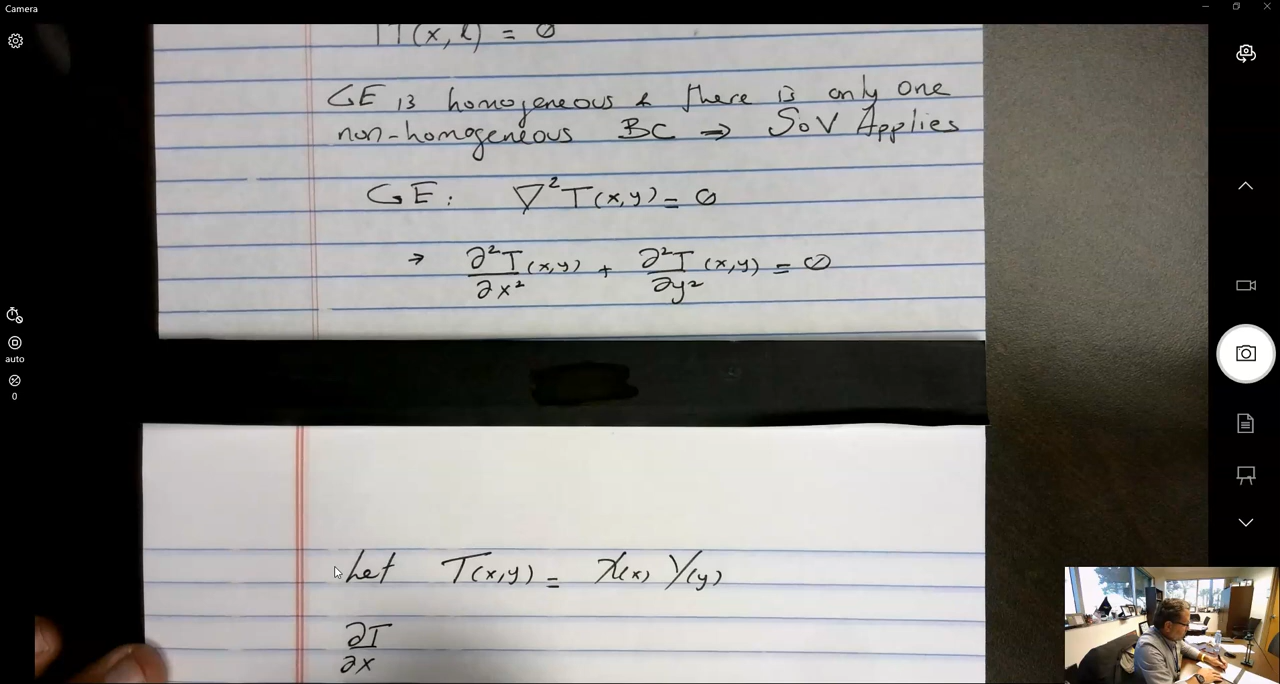 Camera
T(x, k) = 0
GE is homogeneous & there is only one
non-homogeneous BC ⇒ SoV Applies
GE: ∇²T(x,y) = 0
→ ∂²T/∂x² (x,y) + ∂²T/∂y² (x,y) = 0
auto
0
Let T(x,y) = X(x) Y(y)
∂T/∂x